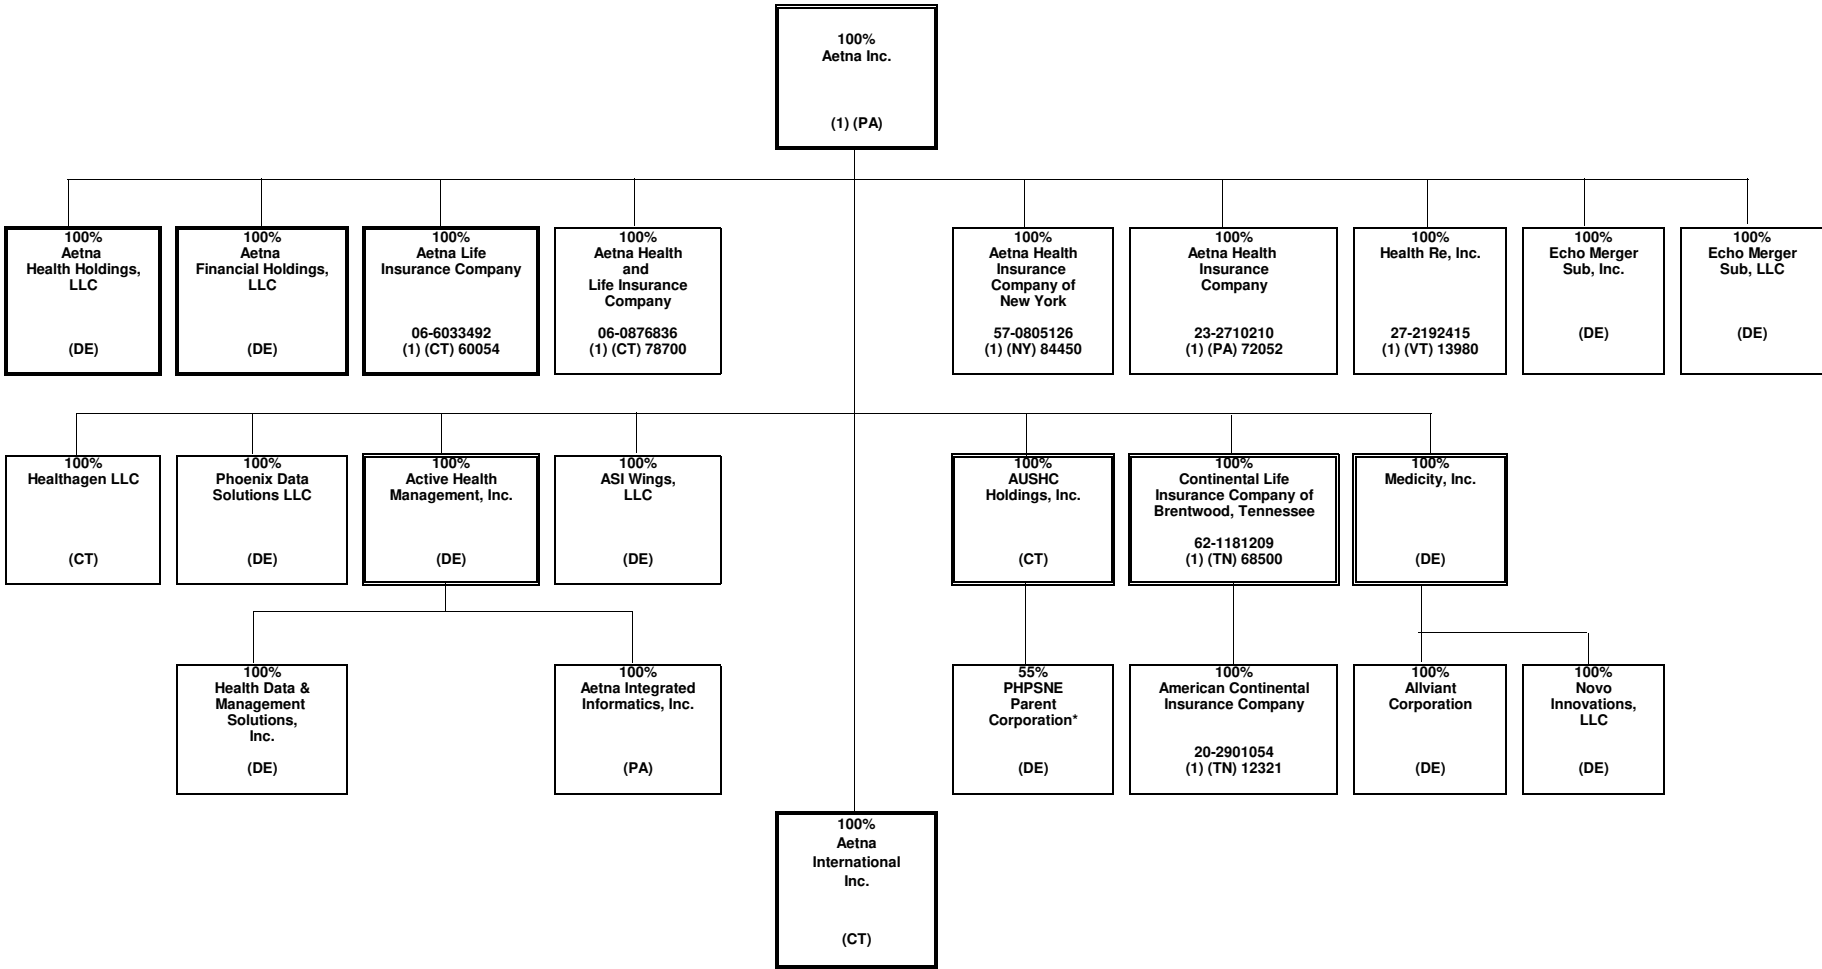 100%
Aetna Inc.
(1) (PA)
100%
Aetna
Health Holdings,
LLC
(DE)
100%
Aetna
Financial Holdings,
LLC
(DE)
100%
Aetna Life
Insurance Company
06-6033492
(1) (CT) 60054
100%
Aetna Health
and
Life Insurance
Company
06-0876836
(1) (CT) 78700
100%
Aetna Health
Insurance
Company of
New York
57-0805126
(1) (NY) 84450
100%
Aetna Health
Insurance
Company
23-2710210
(1) (PA) 72052
100%
Health Re, Inc.
27-2192415
(1) (VT) 13980
100%
Echo Merger
Sub, Inc.
(DE)
100%
Echo Merger
Sub, LLC
(DE)
100%
Healthagen LLC
(CT)
100%
Phoenix Data
Solutions LLC
(DE)
100%
Active Health
Management, Inc.
(DE)
100%
ASI Wings,
LLC
(DE)
100%
AUSHC
Holdings, Inc.
(CT)
100%
Continental Life
Insurance Company of
Brentwood, Tennessee
62-1181209
(1) (TN) 68500
100%
Medicity, Inc.
(DE)
100%
Health Data &
Management
Solutions,
Inc.
(DE)
100%
Aetna Integrated
Informatics, Inc.
(PA)
55%
PHPSNE
Parent
Corporation*
(DE)
100%
American Continental
Insurance Company
20-2901054
(1) (TN) 12321
100%
Allviant
Corporation
(DE)
100%
Novo
Innovations,
LLC
(DE)
100%
Aetna
International
Inc.
(CT)